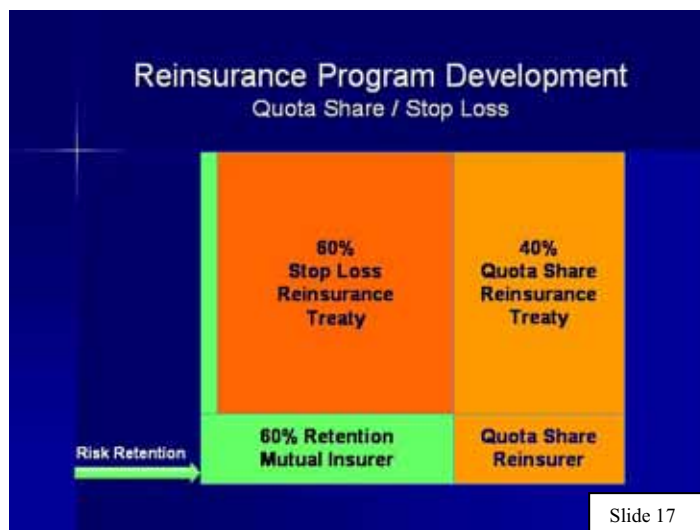 Reinsurance Program Development
Quota Share / Stop Loss
60%
Stop Loss
Reinsurance
Treaty
40%
Quota Share
Reinsurance
Treaty
Risk Retention
60% Retention
Mutual Insurer
Quota Share
Reinsurer
Slide 17